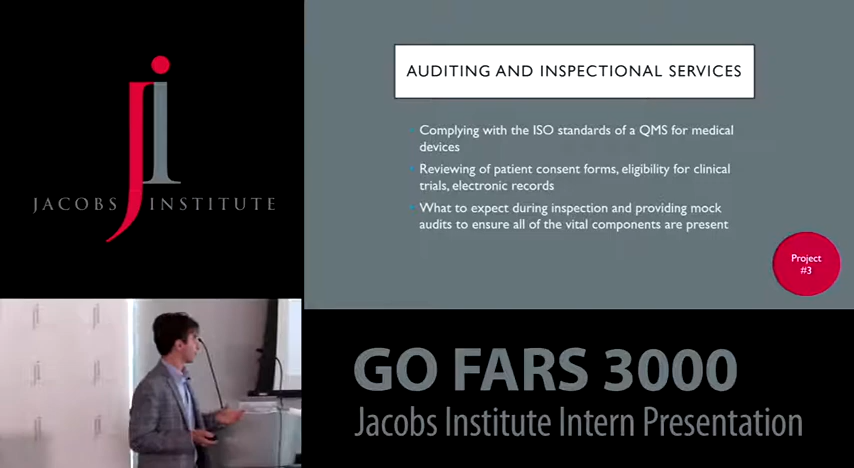 JACOBS INSTITUTE
AUDITING AND INSPECTIONAL SERVICES
Complying with the ISO standards of a QMS for medical
devices
Reviewing of patient consent forms, eligibility for clinical
trials, electronic records
What to expect during inspection and providing mock
audits to ensure all of the vital components are present
Project
#3
GO FARS 3000
Jacobs Institute Intern Presentation